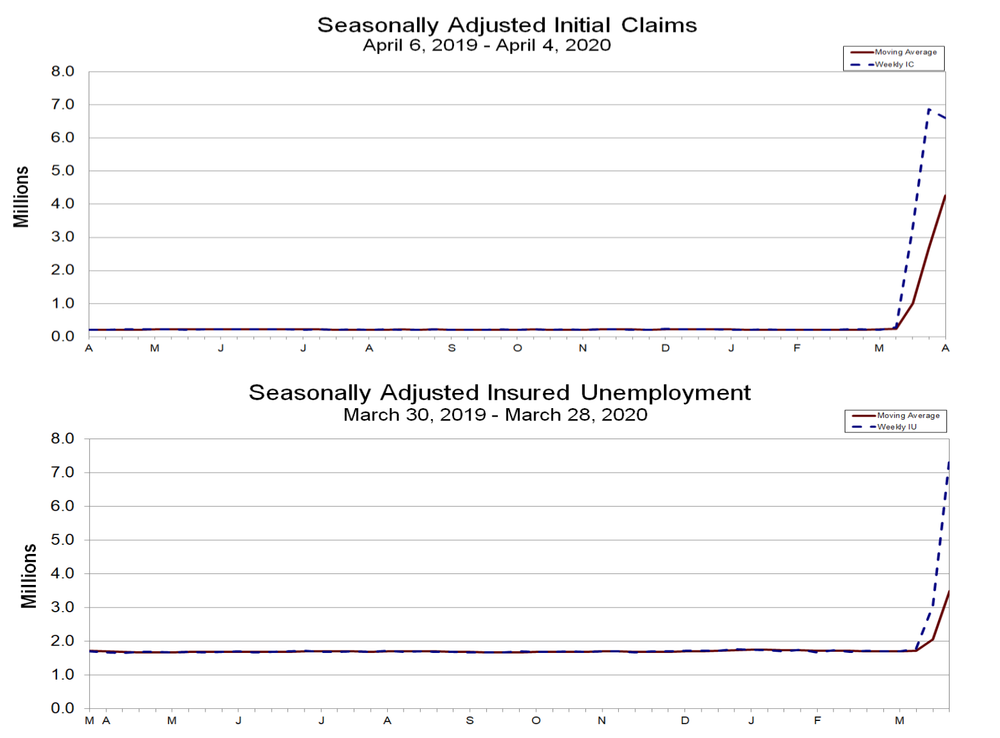 Seasonally Adjusted Initial Claims
April 6, 2019 - April 4, 2020
Moving Average
Weekly IC
8.0
7.0
6.0
5.0
4.0
3.0
2.0
1.0
0.0
Millions
A M J J A S O N D J F M A
Seasonally Adjusted Insured Unemployment
March 30, 2019 - March 28, 2020
Moving Average
Weekly IU
8.0
7.0
6.0
5.0
4.0
3.0
2.0
1.0
0.0
Millions
M A M J J A S O N D J F M